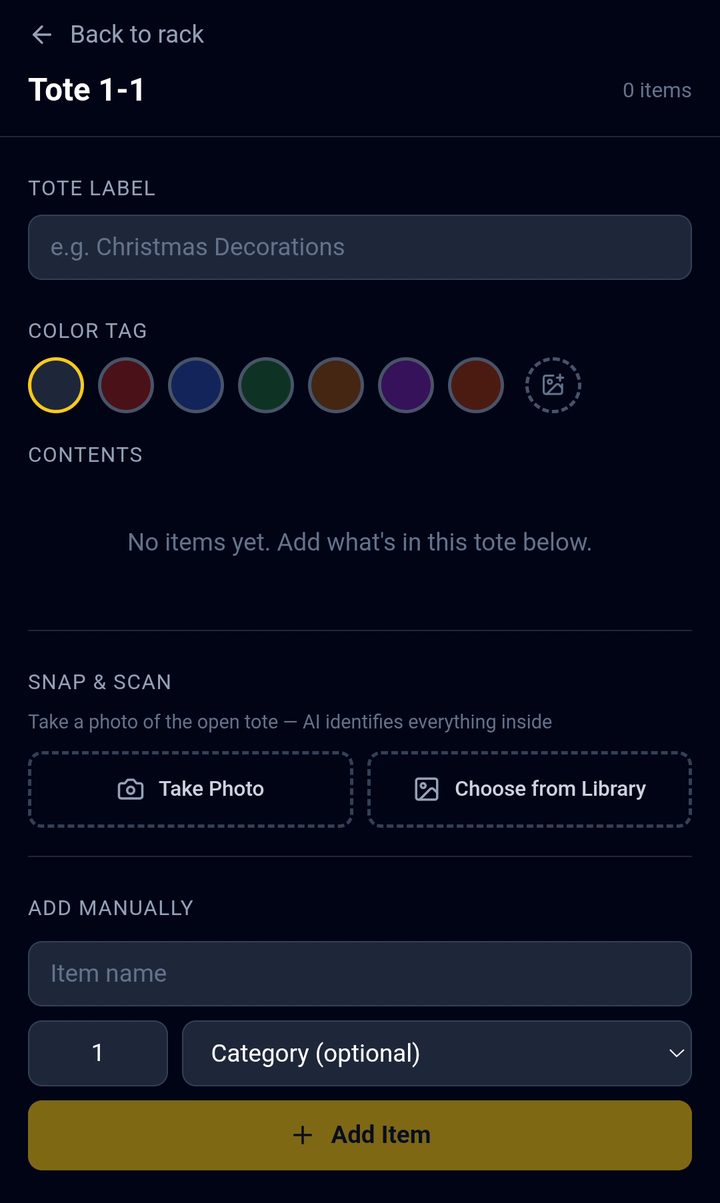 Back to rack
Tote 1-1
0 items
TOTE LABEL
e.g. Christmas Decorations
COLOR TAG
CONTENTS
No items yet. Add what's in this tote below.
SNAP & SCAN
Take a photo of the open tote — AI identifies everything inside
Take Photo
Choose from Library
ADD MANUALLY
Item name
1
Category (optional)
+ Add Item